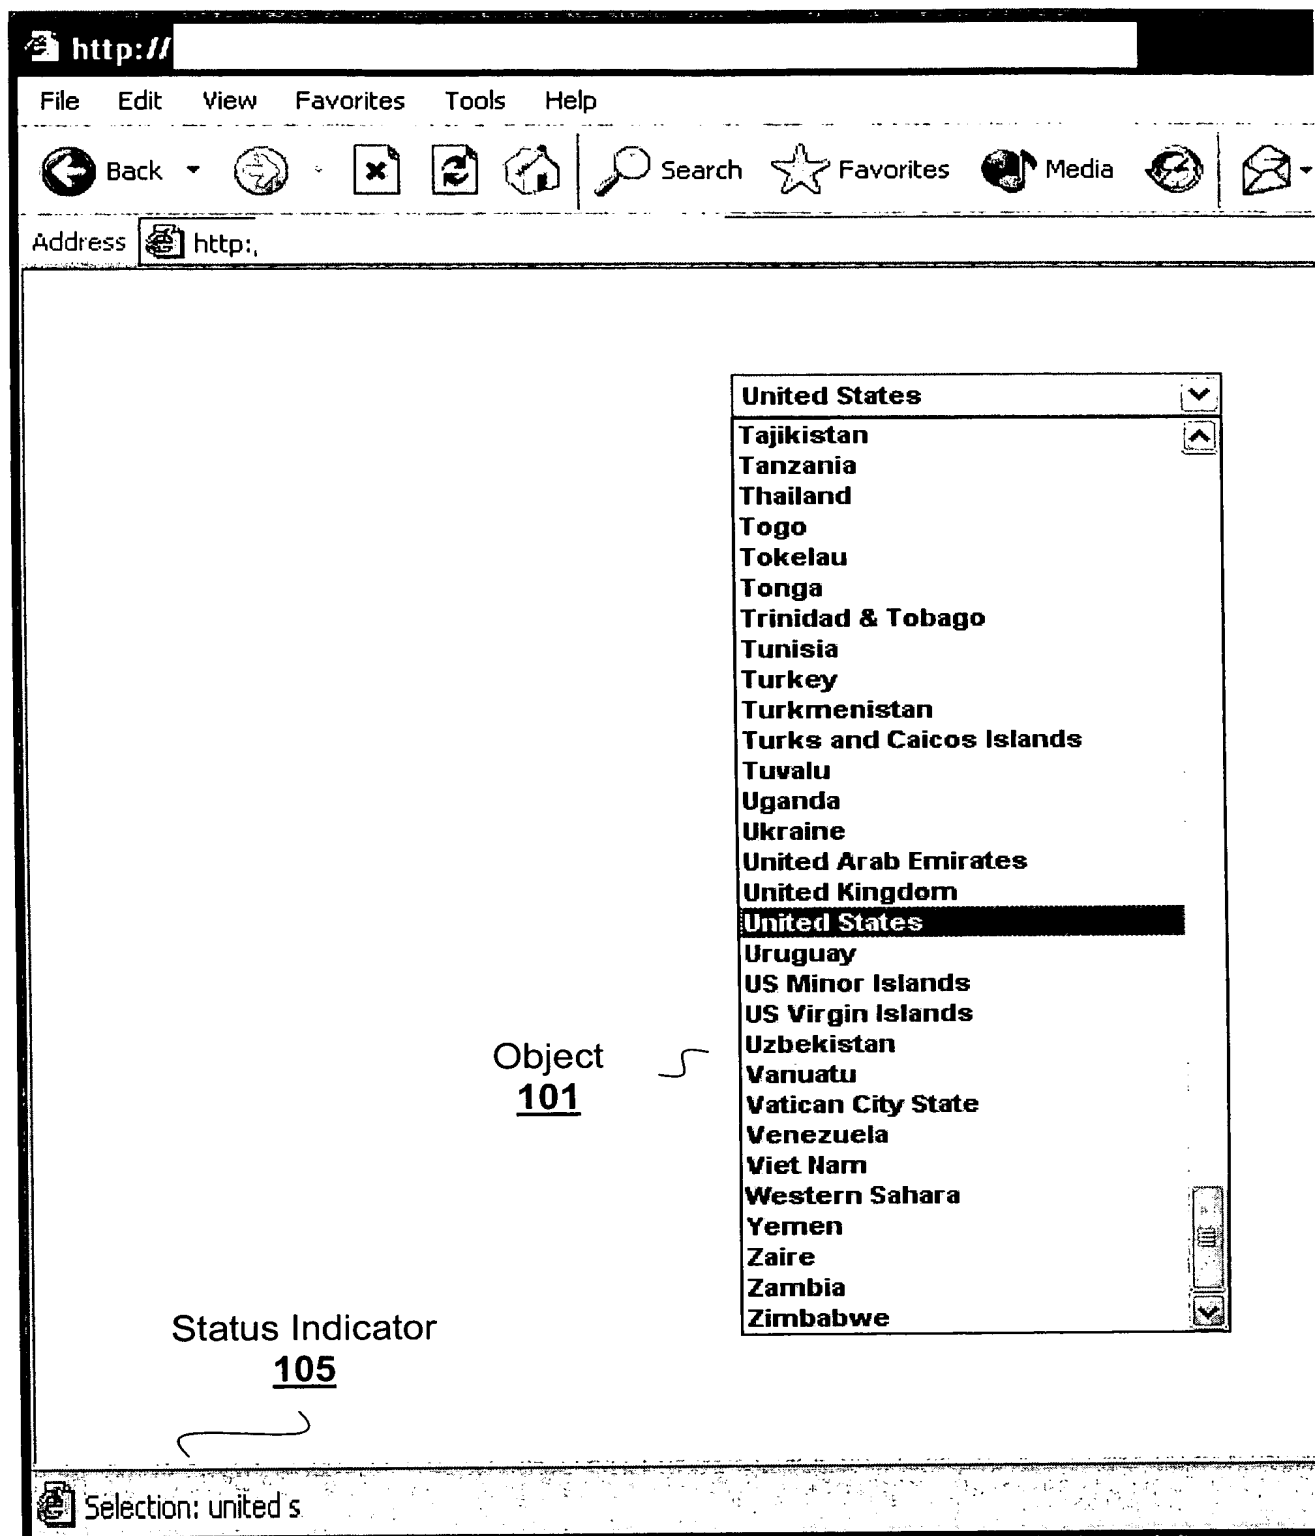 http://
File Edit View Favorites Tools Help
Back Search Favorites Media
Address http:
United States
Tajikistan
Tanzania
Thailand
Togo
Tokelau
Tonga
Trinidad & Tobago
Tunisia
Turkey
Turkmenistan
Turks and Caicos Islands
Tuvalu
Uganda
Ukraine
United Arab Emirates
United Kingdom
United States
Uruguay
US Minor Islands
US Virgin Islands
Uzbekistan
Vanuatu
Vatican City State
Venezuela
Viet Nam
Western Sahara
Yemen
Zaire
Zambia
Zimbabwe
Object
101
Status Indicator
105
Selection: united s